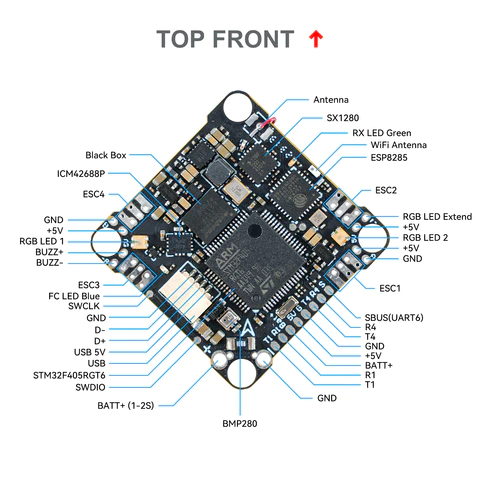 TOP FRONT
Antenna
SX1280
RX LED Green
WiFi Antenna
ESP8285
ESC2
RGB LED Extend
+5V
RGB LED 2
+5V
GND
ESC1
SBUS(UART6)
R4
T4
GND
+5V
BATT+
R1
T1
GND
Black Box
ICM42688P
ESC4
GND
+5V
RGB LED 1
BUZZ+
BUZZ-
ESC3
FC LED Blue
SWCLK
GND
D-
D+
USB 5V
USB
STM32F405RGT6
SWDIO
BATT+ (1-2S)
BMP280
ARM